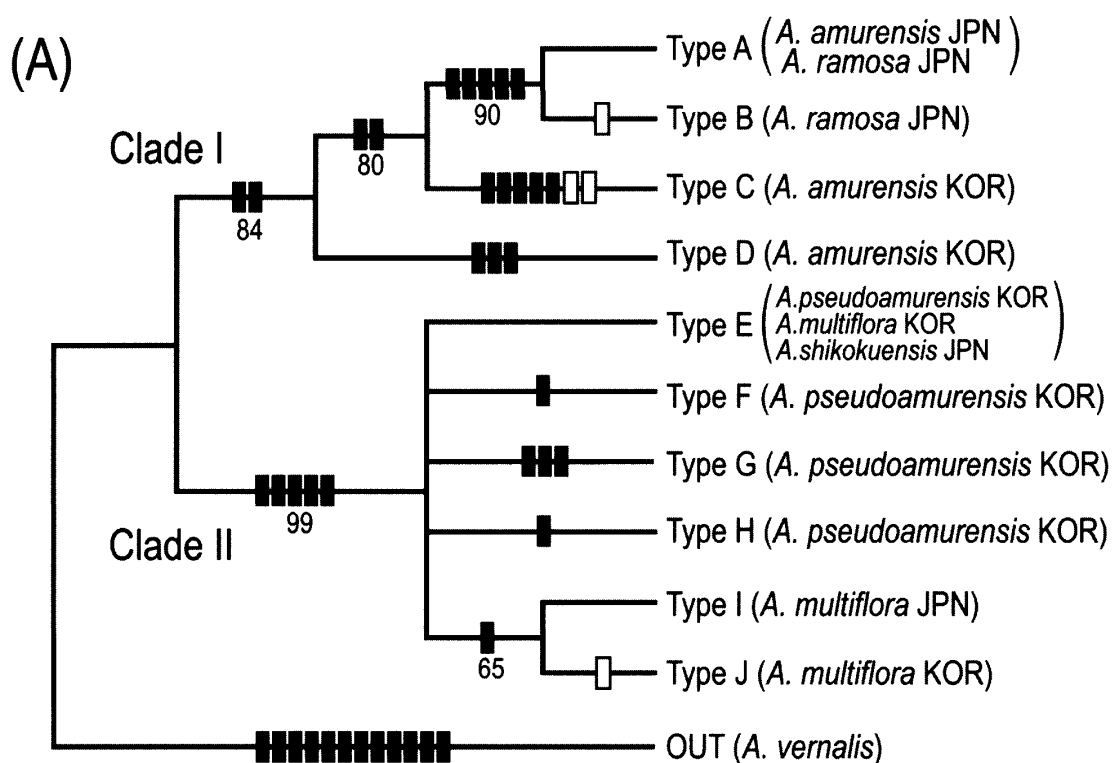 (A)
Type A (A. amurensis JPN
A. ramosa JPN)
90
Type B (A. ramosa JPN)
Clade I
80
Type C (A. amurensis KOR)
84
Type D (A. amurensis KOR)
Type E (A.pseudoamurensis KOR
A.multiflora KOR
A.shikokuensis JPN)
Type F (A. pseudoamurensis KOR)
Type G (A. pseudoamurensis KOR)
99
Clade II
Type H (A. pseudoamurensis KOR)
Type I (A. multiflora JPN)
65
Type J (A. multiflora KOR)
OUT (A. vernalis)